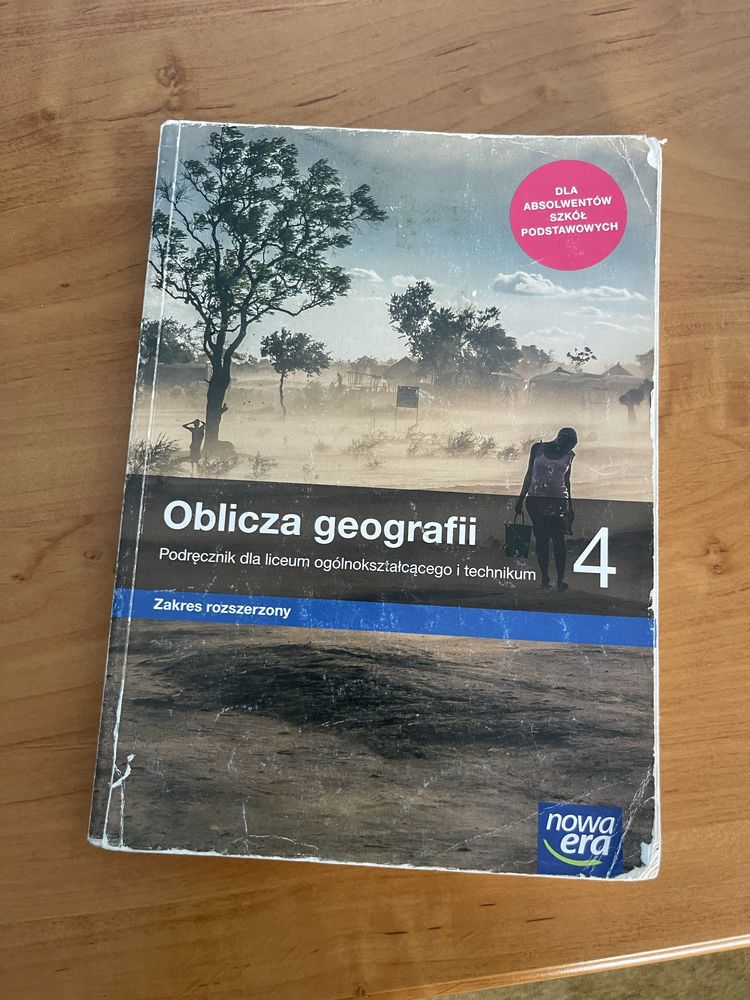 DLA
ABSOLWENTÓW
SZKÓŁ
PODSTAWOWYCH
Oblicza geografii 4
Podręcznik dla liceum ogólnokształcącego i technikum
Zakres rozszerzony
nowa
era